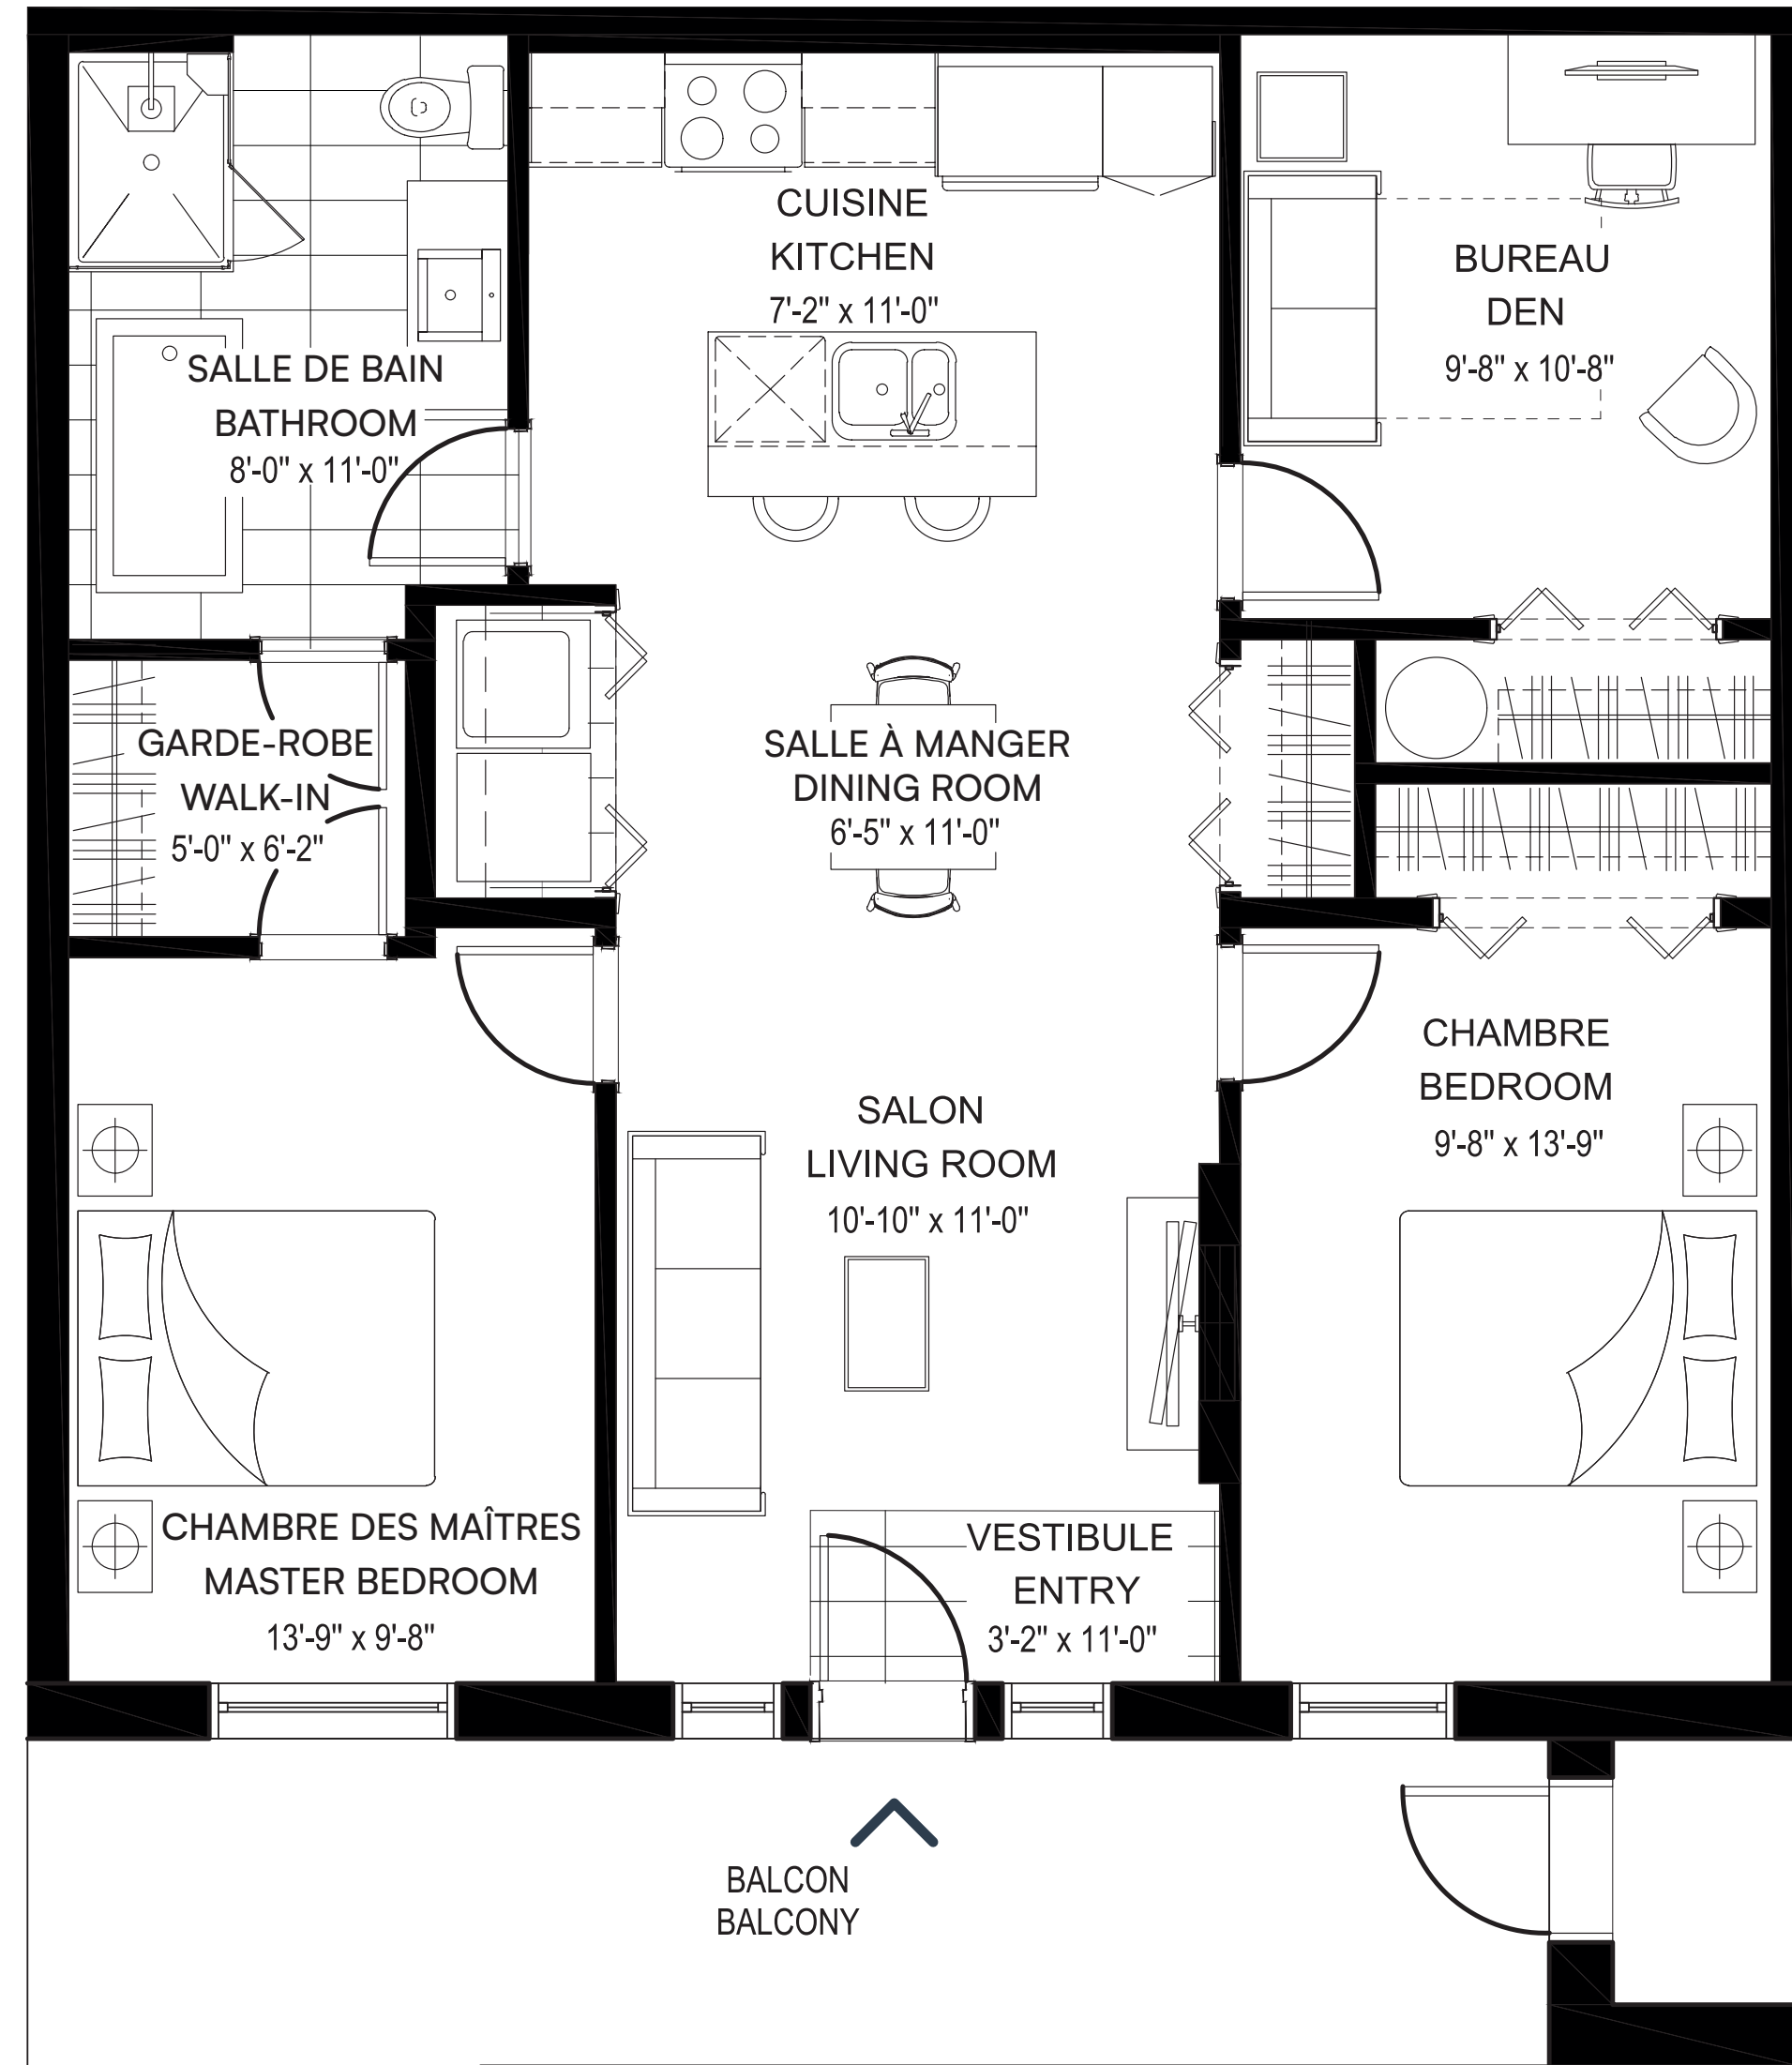 CUISINE
KITCHEN
7'-2" x 11'-0"
BUREAU
DEN
9'-8" x 10'-8"
SALLE DE BAIN
BATHROOM
8'-0" x 11'-0"
GARDE-ROBE
WALK-IN
5'-0" x 6'-2"
SALLE À MANGER
DINING ROOM
6'-5" x 11'-0"
CHAMBRE
BEDROOM
9'-8" x 13'-9"
SALON
LIVING ROOM
10'-10" x 11'-0"
CHAMBRE DES MAÎTRES
MASTER BEDROOM
13'-9" x 9'-8"
VESTIBULE
ENTRY
3'-2" x 11'-0"
BALCON
BALCONY